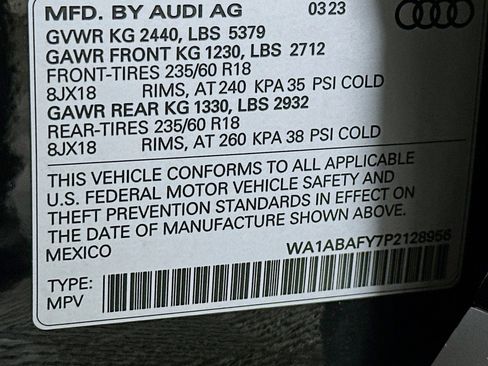 MFD. BY AUDI AG 03 23
GVWR KG 2440, LBS 5379
GAWR FRONT KG 1230, LBS 2712
FRONT-TIRES 235/60 R18
8JX18 RIMS, AT 240 KPA 35 PSI COLD
GAWR REAR KG 1330, LBS 2932
REAR-TIRES 235/60 R18
8JX18 RIMS, AT 260 KPA 38 PSI COLD
THIS VEHICLE CONFORMS TO ALL APPLICABLE
U.S. FEDERAL MOTOR VEHICLE SAFETY AND
THEFT PREVENTION STANDARDS IN EFFECT ON
THE DATE OF MANUFACTURE SHOWN ABOVE.
MEXICO WA1ABAFY7P2128956
TYPE:
MPV